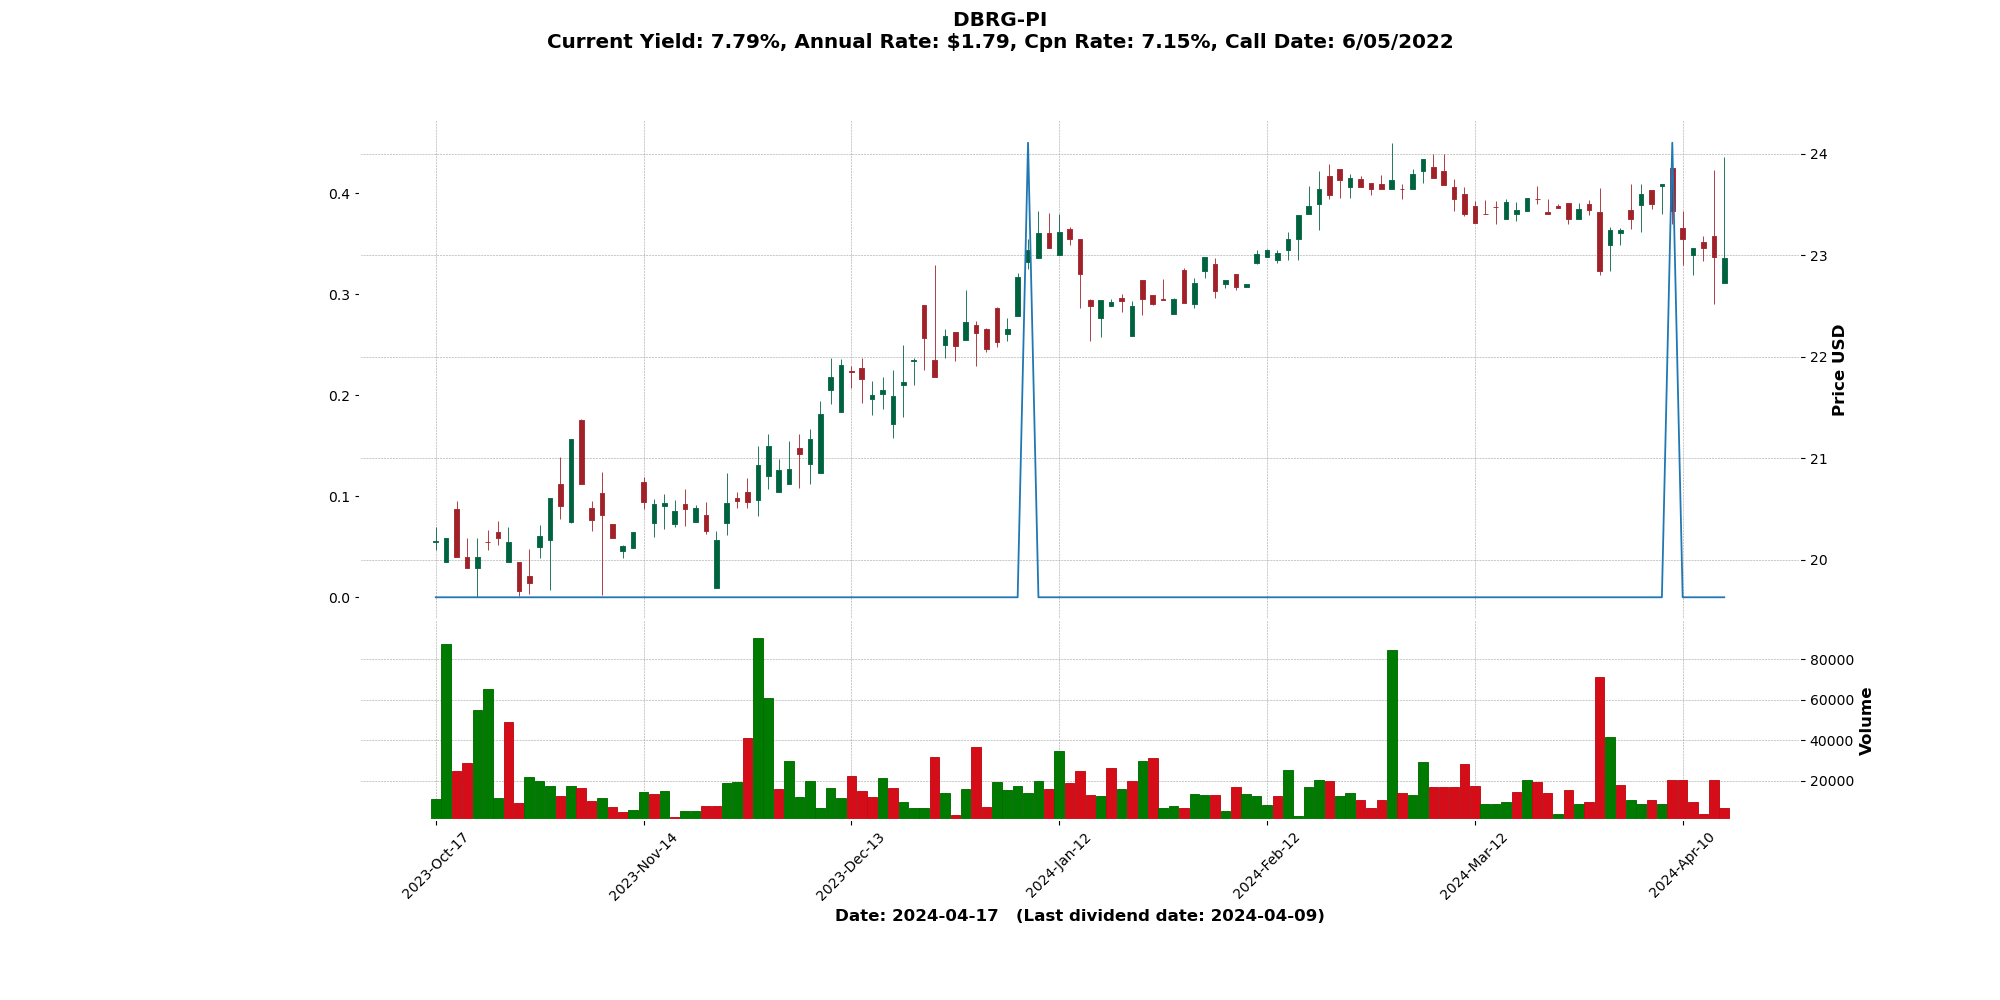 DBRG-PI
Current Yield: 7.79%, Annual Rate: $1.79, Cpn Rate: 7.15%, Call Date: 6/05/2022
0.4
0.3
0.2
0.1
0.0
24
23
22
21
20
Price USD
80000
60000
40000
20000
Volume
2023-Oct-17
2023-Nov-14
2023-Dec-13
2024-Jan-12
2024-Feb-12
2024-Mar-12
2024-Apr-10
Date: 2024-04-17 (Last dividend date: 2024-04-09)